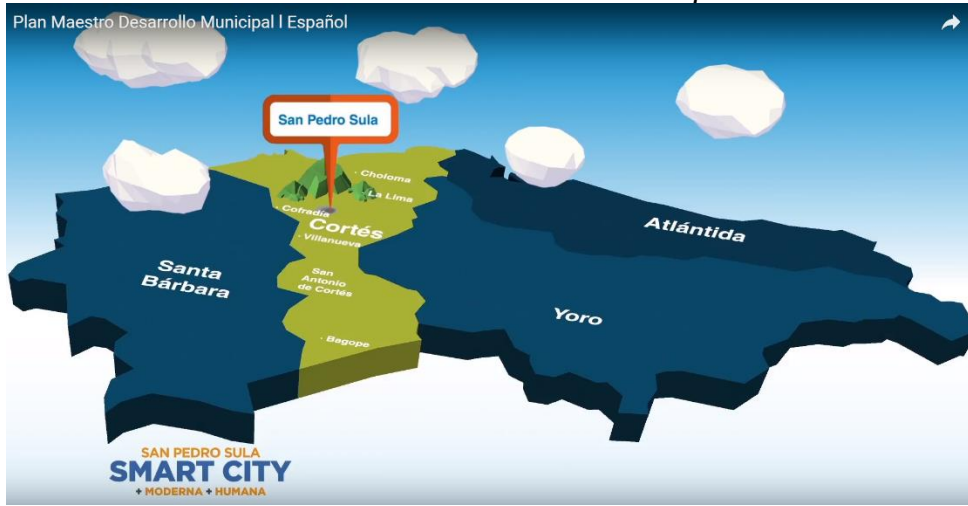 Plan Maestro Desarrollo Municipal l Español
San Pedro Sula
· Choloma
· La Lima
· Cofradía
Cortés
· Villanueva
Atlántida
Santa
Bárbara
San
Antonio
de Cortés
Yoro
· Bagope
SAN PEDRO SULA
SMART CITY
+ MODERNA + HUMANA